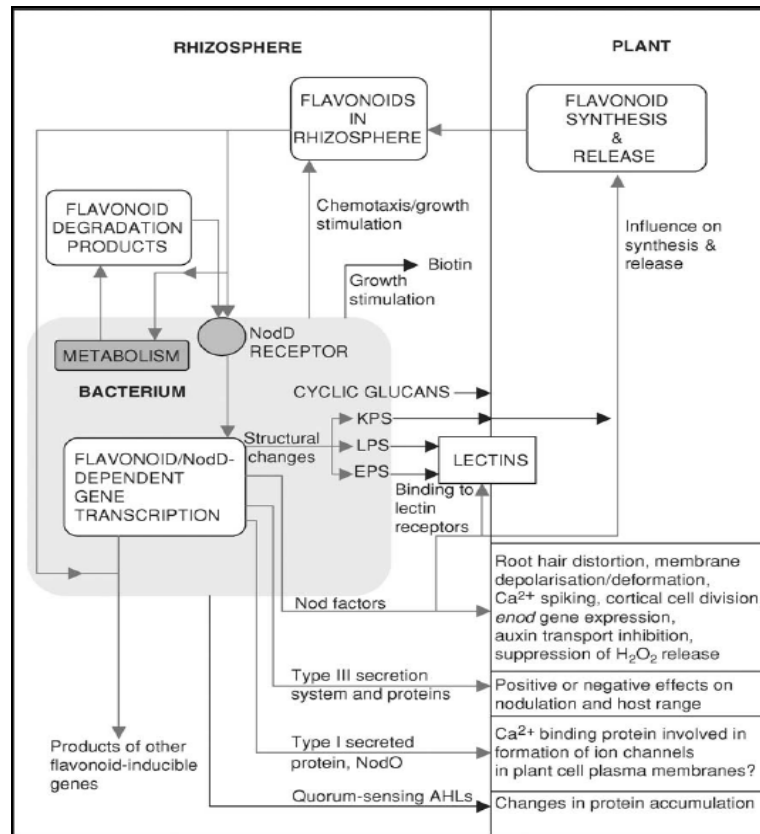 RHIZOSPHERE
PLANT
FLAVONOIDS
IN
RHIZOSPHERE
FLAVONOID
SYNTHESIS
&
RELEASE
FLAVONOID
DEGRADATION
PRODUCTS
Chemotaxis/growth
stimulation
Influence on
synthesis &
release
Biotin
Growth
stimulation
NodD
RECEPTOR
METABOLISM
BACTERIUM
CYCLIC GLUCANS
KPS
Structural
changes
LPS
EPS
LECTINS
FLAVONOID/NodD-
DEPENDENT
GENE
TRANSCRIPTION
Binding to
lectin
receptors
Nod factors
Root hair distortion, membrane
depolarisation/deformation,
Ca²⁺ spiking, cortical cell division
enod gene expression,
auxin transport inhibition,
suppression of H₂O₂ release
Type III secretion
system and proteins
Positive or negative effects on
nodulation and host range
Products of other
flavonoid-inducible
genes
Type I secreted
protein, NodO
Ca²⁺ binding protein involved in
formation of ion channels
in plant cell plasma membranes?
Quorum-sensing AHLs
Changes in protein accumulation